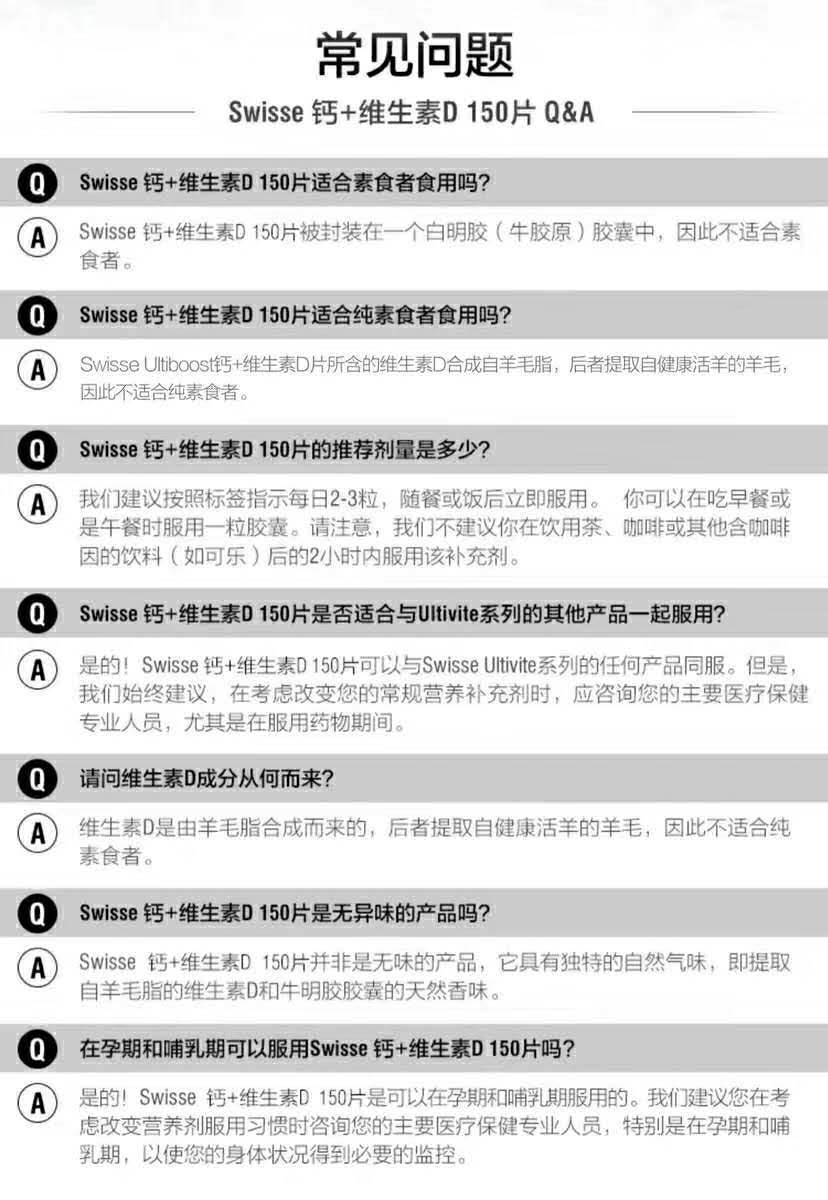 常见问题
Swisse 钙+维生素D 150片 Q&A
Q Swisse 钙+维生素D 150片适合素食者食用吗?
A Swisse 钙+维生素D 150片被封装在一个白明胶（牛胶原）胶囊中，因此不适合素
食者。
Q Swisse 钙+维生素D 150片适合纯素食者食用吗?
A Swisse Ultiboost钙+维生素D片所含的维生素D合成自羊毛脂，后者提取自健康活羊的羊毛，
因此不适合纯素食者。
Q Swisse 钙+维生素D 150片的推荐剂量是多少?
A 我们建议按照标签指示每日2-3粒，随餐或饭后立即服用。 你可以在吃早餐或
是午餐时服用一粒胶囊。请注意，我们不建议你在饮用茶、咖啡或其他含咖啡
因的饮料（如可乐）后的2小时内服用该补充剂。
Q Swisse 钙+维生素D 150片是否适合与Ultivite系列的其他产品一起服用?
A 是的！Swisse 钙+维生素D 150片可以与Swisse Ultivite系列的任何产品同服。但是，
我们始终建议，在考虑改变您的常规营养补充剂时，应咨询您的主要医疗保健
专业人员，尤其是在服用药物期间。
Q 请问维生素D成分从何而来?
A 维生素D是由羊毛脂合成而来的，后者提取自健康活羊的羊毛，因此不适合纯
素食者。
Q Swisse 钙+维生素D 150片是无异味的产品吗?
A Swisse 钙+维生素D 150片并非是无味的产品，它具有独特的自然气味，即提取
自羊毛脂的维生素D和牛明胶胶囊的天然香味。
Q 在孕期和哺乳期可以服用Swisse 钙+维生素D 150片吗?
A 是的！Swisse 钙+维生素D 150片是可以在孕期和哺乳期服用的。我们建议您在考
虑改变营养剂服用习惯时咨询您的主要医疗保健专业人员，特别是在孕期和哺
乳期，以使您的身体状况得到必要的监控。